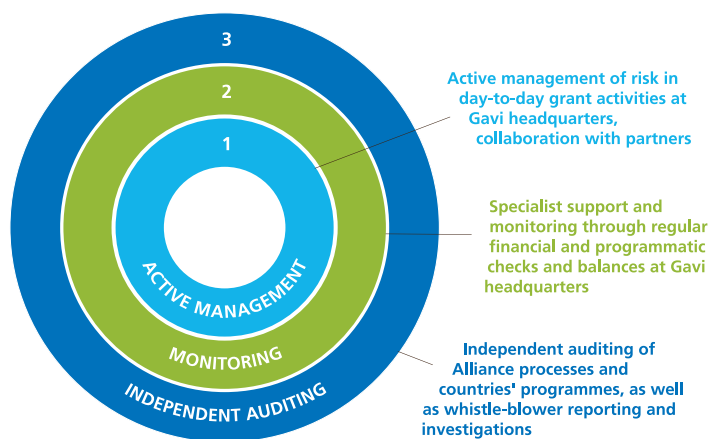 3
2
1
ACTIVE MANAGEMENT
MONITORING
INDEPENDENT AUDITING
Active management of risk in
day-to-day grant activities at
Gavi headquarters,
collaboration with partners
Specialist support and
monitoring through regular
financial and programmatic
checks and balances at Gavi
headquarters
Independent auditing of
Alliance processes and
countries' programmes, as well
as whistle-blower reporting and
investigations